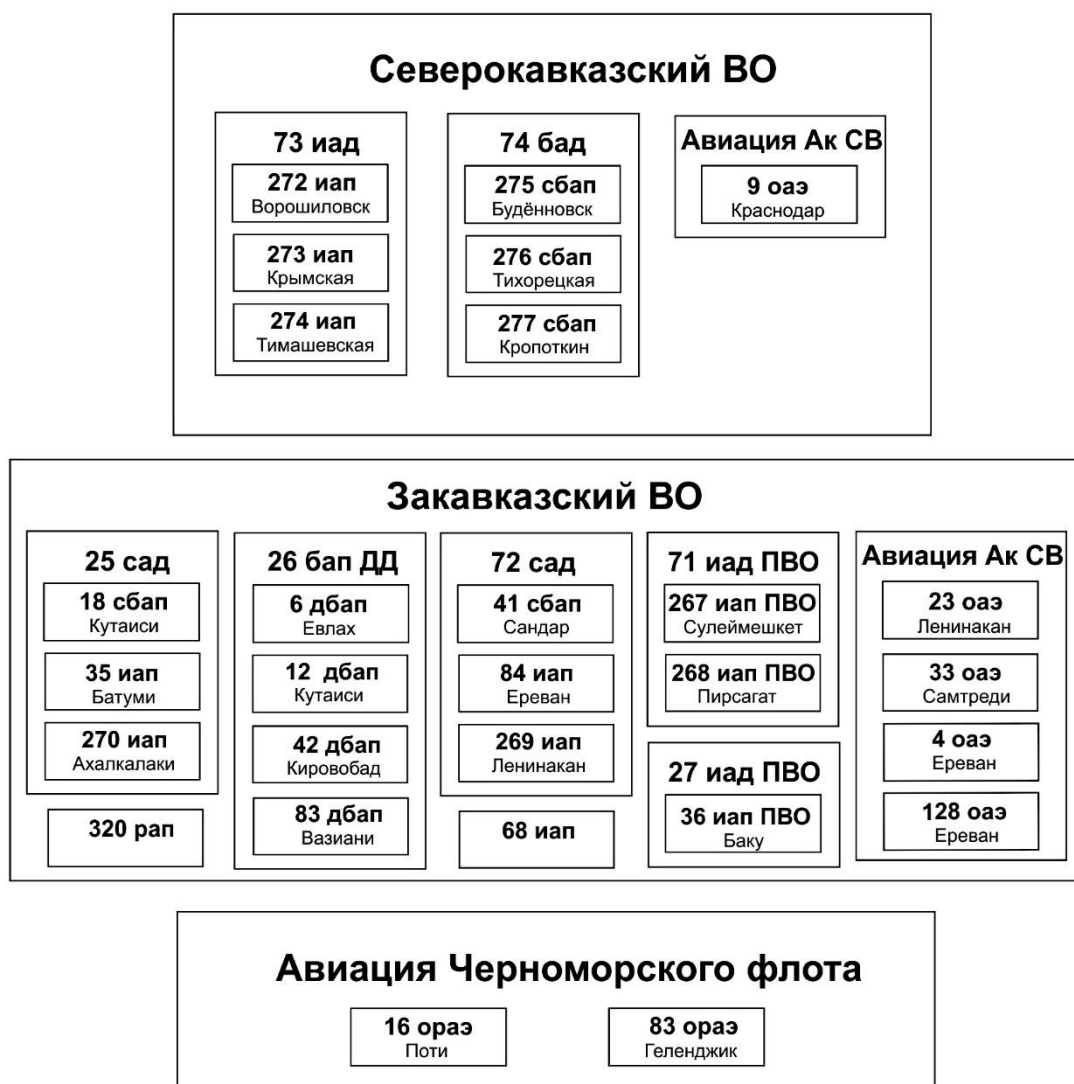 Северокавказский ВО
73 иад
272 иап
Ворошиловск
273 иап
Крымская
274 иап
Тимашевская
74 бад
275 сбап
Будённовск
276 сбап
Тихорецкая
277 сбап
Кропоткин
Авиация Ак СВ
9 оаэ
Краснодар
Закавказский ВО
25 сад
18 сбап
Кутаиси
35 иап
Батуми
270 иап
Ахалкалаки
320 рап
26 бап ДД
6 дбап
Евлах
12 дбап
Кутаиси
42 дбап
Кировобад
83 дбап
Вазиани
72 сад
41 сбап
Сандар
84 иап
Ереван
269 иап
Ленинакан
68 иап
71 иад ПВО
267 иап ПВО
Сулеймешкет
268 иап ПВО
Пирсагат
27 иад ПВО
36 иап ПВО
Баку
Авиация Ак СВ
23 оаэ
Ленинакан
33 оаэ
Самтреди
4 оаэ
Ереван
128 оаэ
Ереван
Авиация Черноморского флота
16 ораэ
Поти
83 ораэ
Геленджик